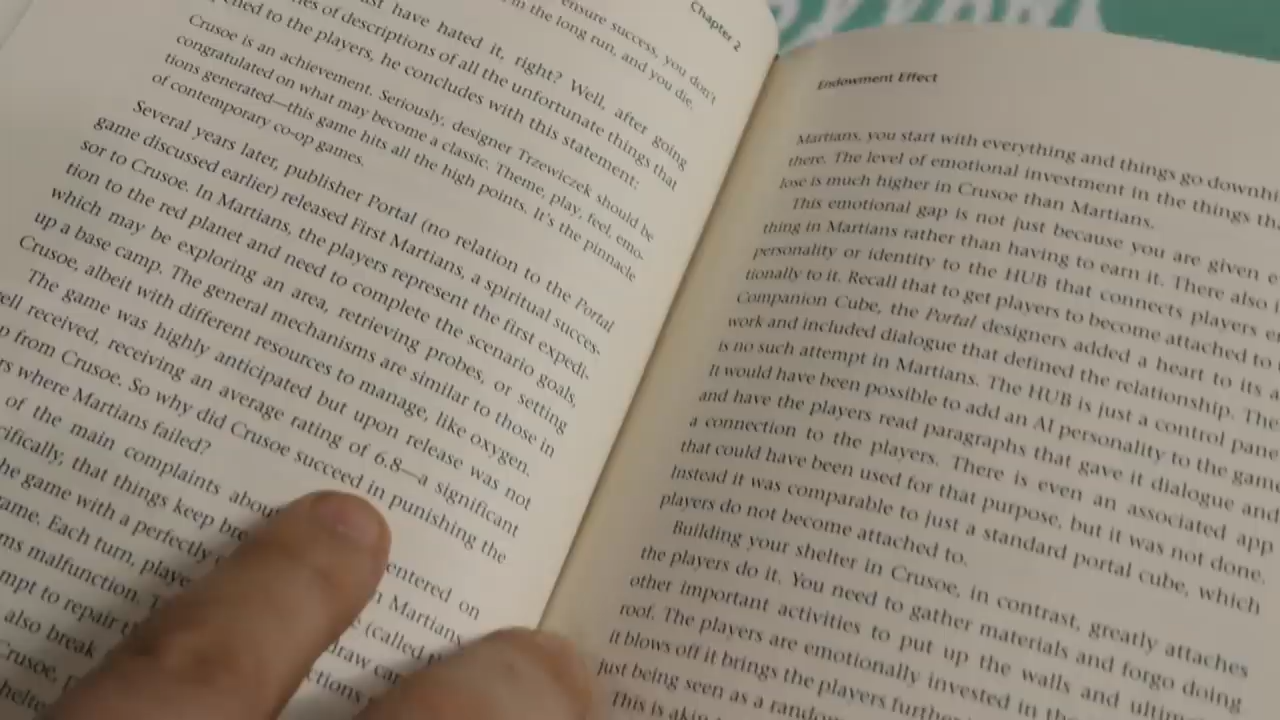 Chapter 2
ensure success, you don't
in the long run, and you die.
have hated it, right? Well, after going
of descriptions of all the unfortunate things that
to the players, he concludes with this statement:
Crusoe is an achievement. Seriously, designer Trzewiczek should be
congratulated on what may become a classic. Theme, play, feel, emo-
tions generated—this game hits all the high points. It's the pinnacle
of contemporary co-op games.
Several years later, publisher Portal (no relation to the Portal
game discussed earlier) released First Martians, a spiritual succes-
sor to Crusoe. In Martians, the players represent the first expedi-
tion to the red planet and need to complete the scenario goals,
which may be exploring an area, retrieving probes, or setting
up a base camp. The general mechanisms are similar to those in
Crusoe, albeit with different resources to manage, like oxygen.
The game was highly anticipated but upon release was not
well received, receiving an average rating of 6.8—a significant
from Crusoe. So why did Crusoe succeed in punishing the
where Martians failed?
of the main complaints about entered on
that things keep Martians
game with a perfectly (called
Each turn, draw
malfunction.
to repair
also break
Crusoe,
Endowment Effect
Martians, you start with everything and things go
there. The level of emotional investment in the things
lose is much higher in Crusoe than Martians.
This emotional gap is not just because you are given
thing in Martians rather than having to earn it. There also
personality or identity to the HUB that connects players
tionally to it. Recall that to get players to become attached to
Companion Cube, the Portal designers added a heart to its
work and included dialogue that defined the relationship. The
is no such attempt in Martians. The HUB is just a control
It would have been possible to add an AI personality to the game
and have the players read paragraphs that gave it dialogue and
a connection to the players. There is even an associated app
that could have been used for that purpose, but it was not done.
Instead it was comparable to just a standard portal cube, which
players do not become attached to.
Building your shelter in Crusoe, in contrast, greatly attaches
the players do it. You need to gather materials and forgo doing
other important activities to put up the walls and
roof. The players are emotionally invested in the
it blows off it brings the players
just being seen as a
This is akin